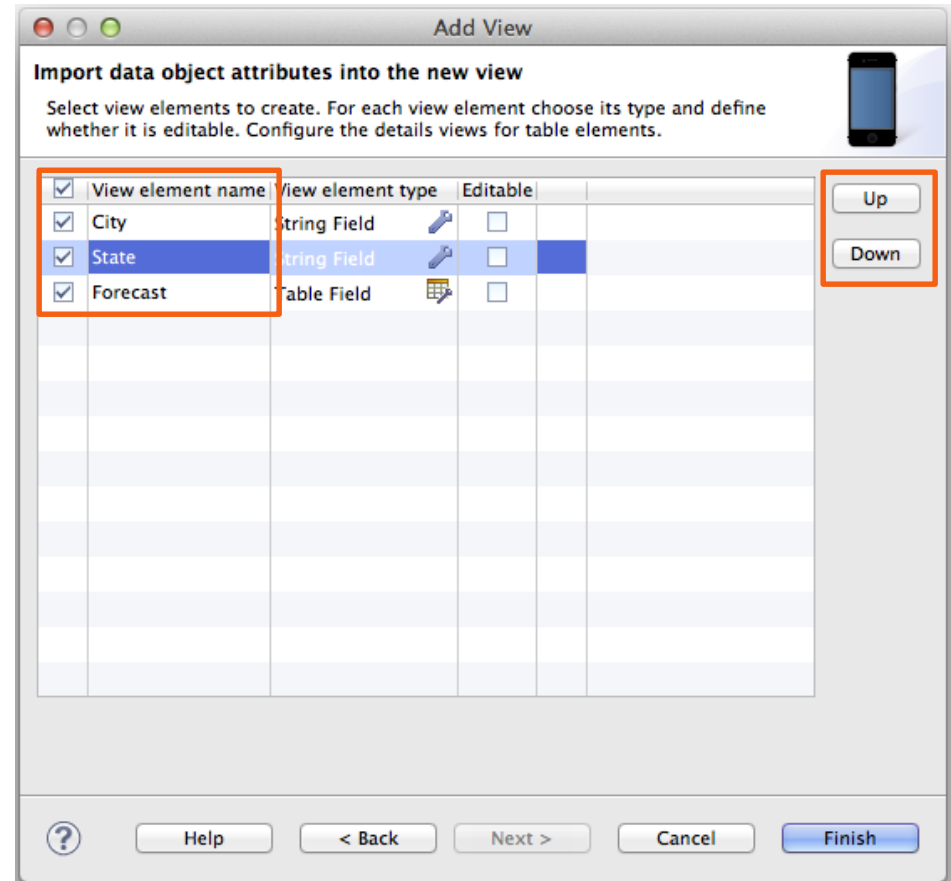 Add View
Import data object attributes into the new view
Select view elements to create. For each view element choose its type and define
whether it is editable. Configure the details views for table elements.
View element name View element type Editable
City String Field
State String Field
Forecast Table Field
Up
Down
? Help < Back Next > Cancel Finish